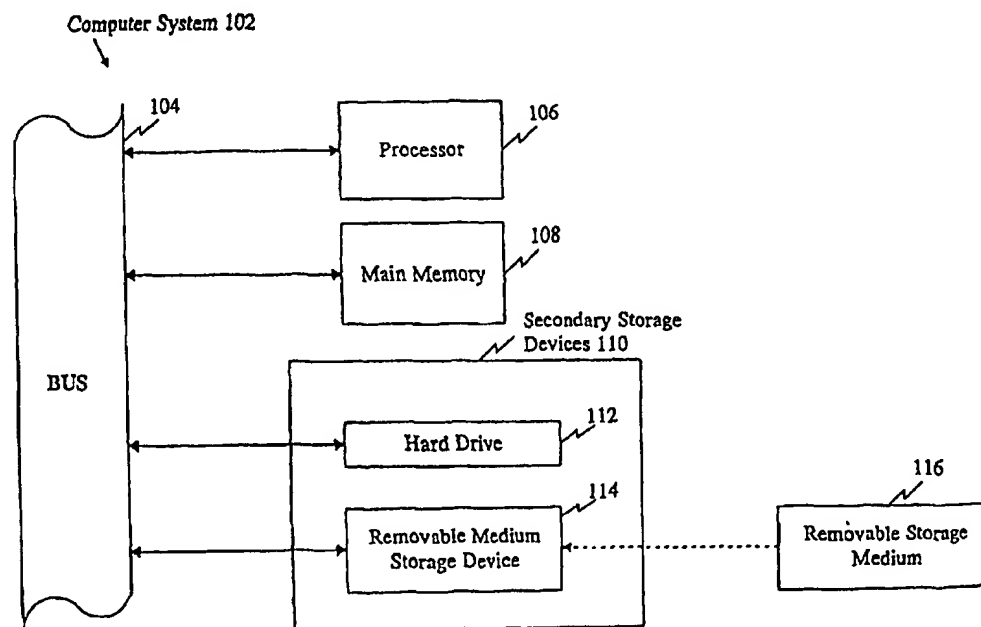 Computer System 102
104
106
Processor
108
Main Memory
Secondary Storage
Devices 110
BUS
112
Hard Drive
114
Removable Medium
Storage Device
116
Removable Storage
Medium